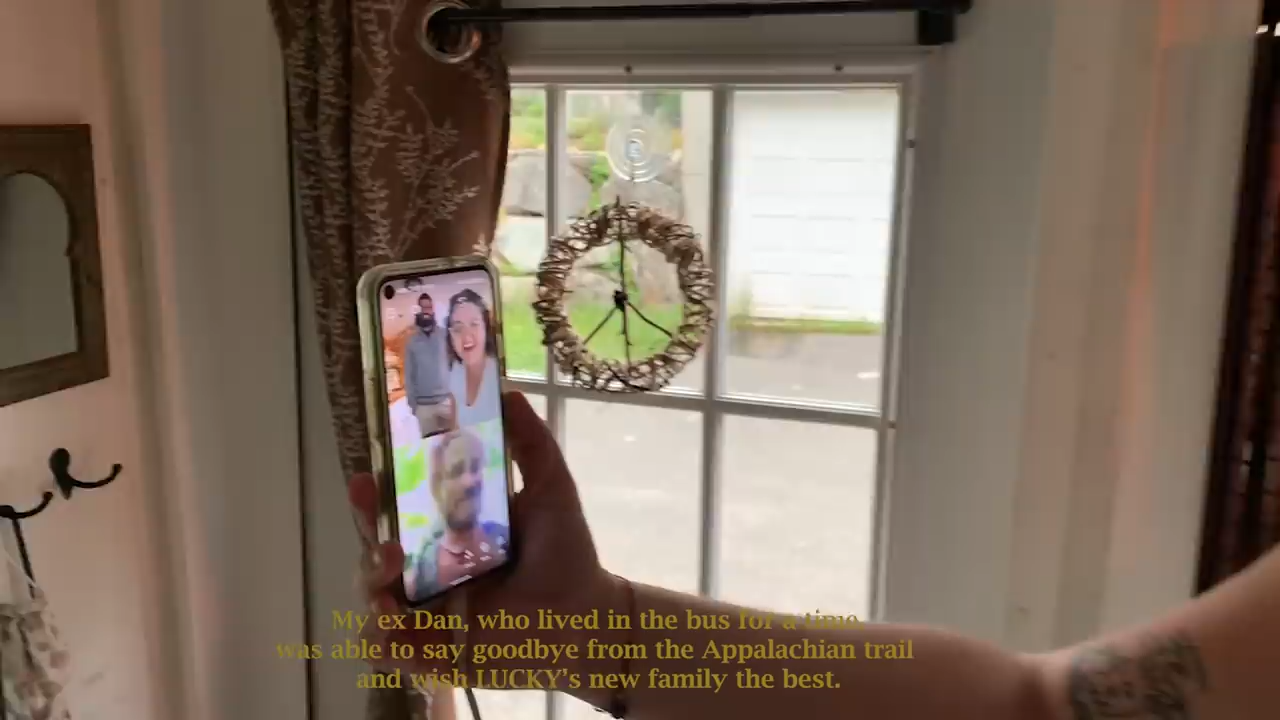 My ex Dan, who lived in the bus for a time
was able to say goodbye from the Appalachian trail
and wish LUCKY's new family the best.